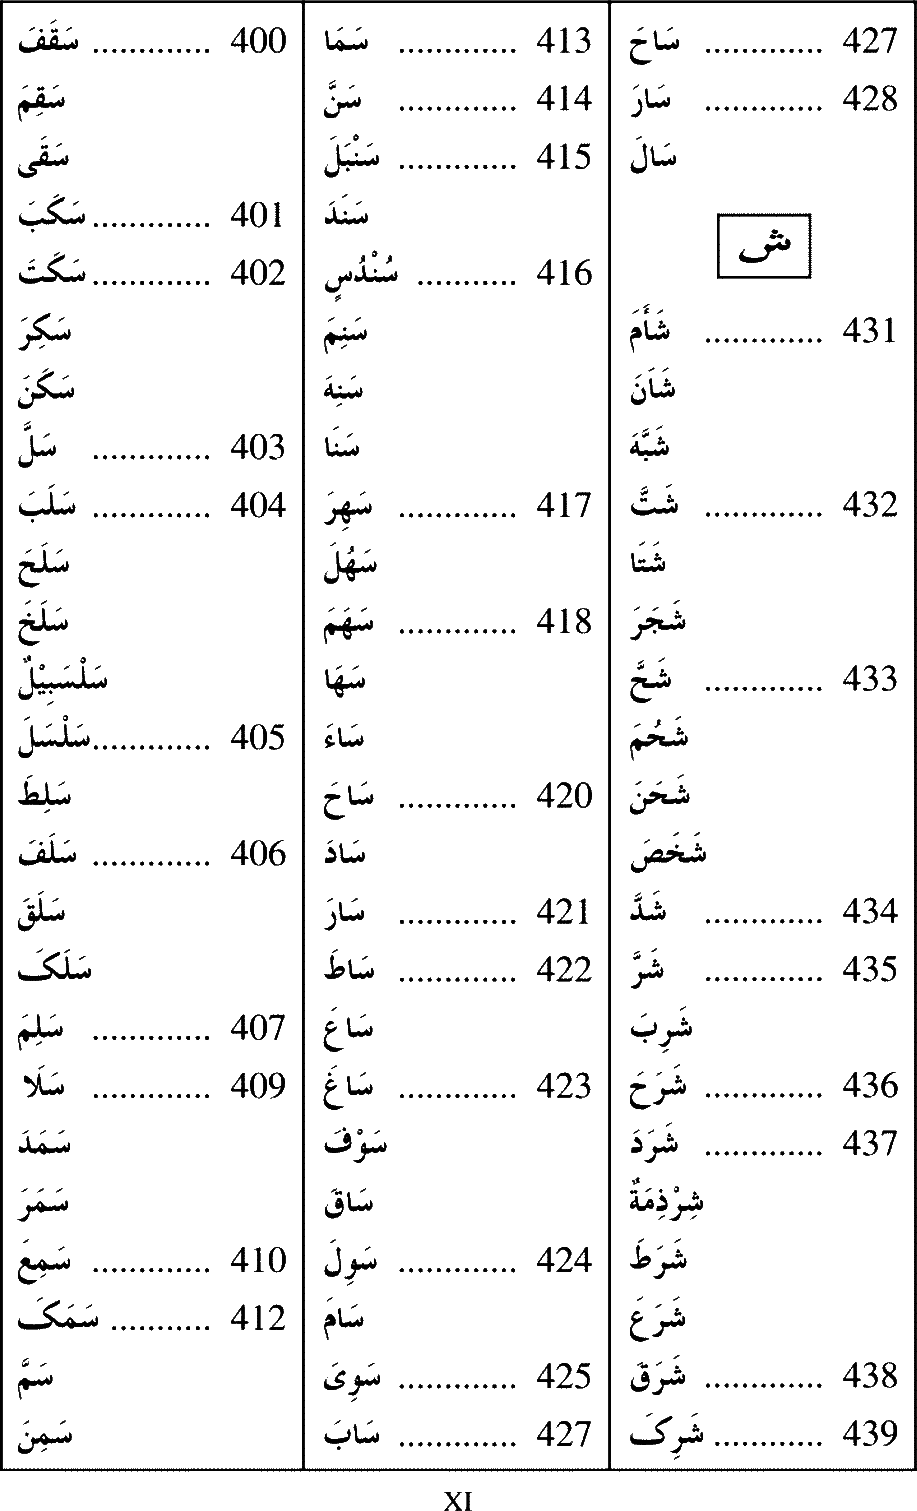 سَقَفَ ............. 400
سَقِمَ
سَقَى
سَكَبَ ............. 401
سَكَتَ ............. 402
سَكِرَ
سَكَنَ
سَلَّ ............. 403
سَلَبَ ............. 404
سَلَحَ
سَلَخَ
سَلْسَبِيْلٌ
سَلْسَلَ ............. 405
سَلِطَ
سَلَفَ ............. 406
سَلَقَ
سَلَکَ
سَلِمَ ............. 407
سَلَا ............. 409
سَمَدَ
سَمَرَ
سَمِعَ ............. 410
سَمَکَ ........... 412
سَمَّ
سَمِنَ
سَمَا ............. 413
سَنَّ ............. 414
سَنْبَلَ ............. 415
سَنَدَ
سُنْدُسٍ ........... 416
سَنِمَ
سَنِهَ
سَنَا
سَهِرَ ............. 417
سَهُلَ
سَهَمَ ............. 418
سَهَا
سَاءَ
سَاحَ ............. 420
سَادَ
سَارَ ............. 421
سَاطَ ............. 422
سَاعَ
سَاغَ ............. 423
سَوْفَ
سَاقَ
سَوِلَ ............. 424
سَامَ
سَوِىَ ............. 425
سَابَ ............. 427
سَاحَ ............. 427
سَارَ ............. 428
سَالَ
ش
شَأَمَ ............. 431
شَاَنَ
شَبَّهَ
شَتَّ ............. 432
شَتَا
شَجَرَ
شَحَّ ............. 433
شَحُمَ
شَحَنَ
شَخَصَ
شَدَّ ............. 434
شَرَّ ............. 435
شَرِبَ
شَرَحَ ............. 436
شَرَدَ ............. 437
شِرْذِمَةٌ
شَرَطَ
شَرَعَ
شَرَقَ ............. 438
شَرِکَ ............ 439
XI